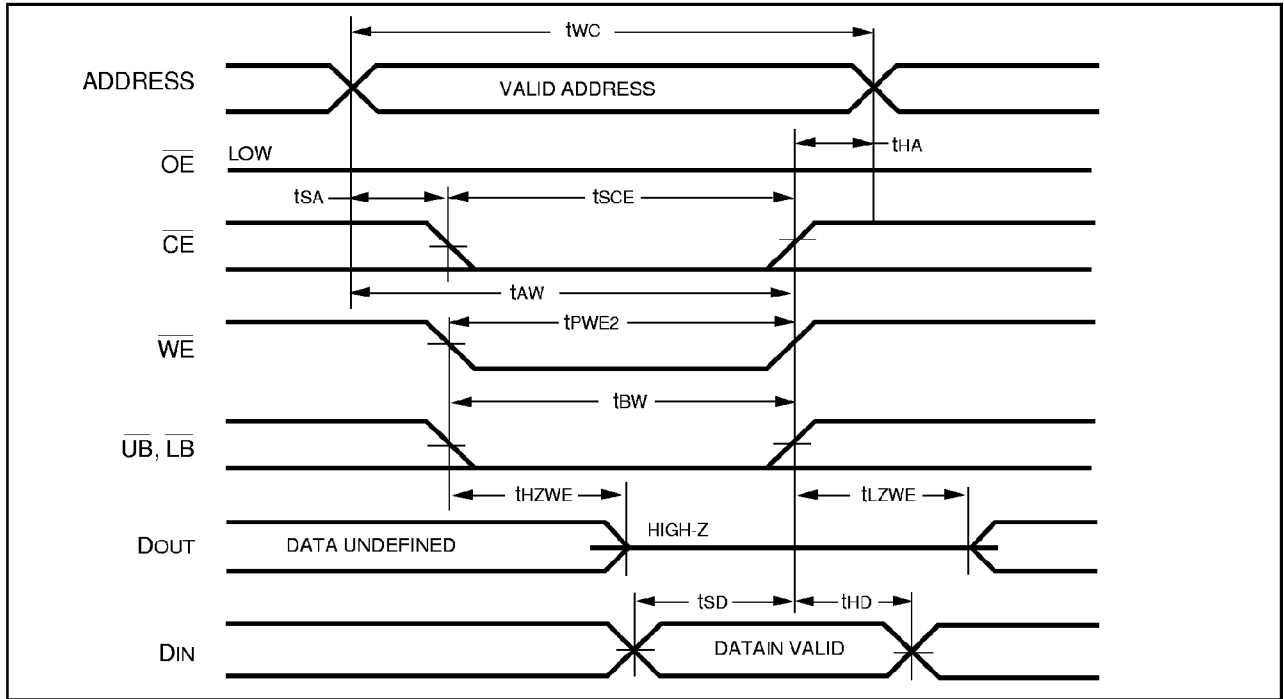 tWC
ADDRESS
VALID ADDRESS
tHA
OE
LOW
tSA
tSCE
CE
tAW
tPWE2
WE
tBW
UB, LB
tHZWE
tLZWE
DOUT
DATA UNDEFINED
HIGH-Z
tSD
tHD
DIN
DATAIN VALID